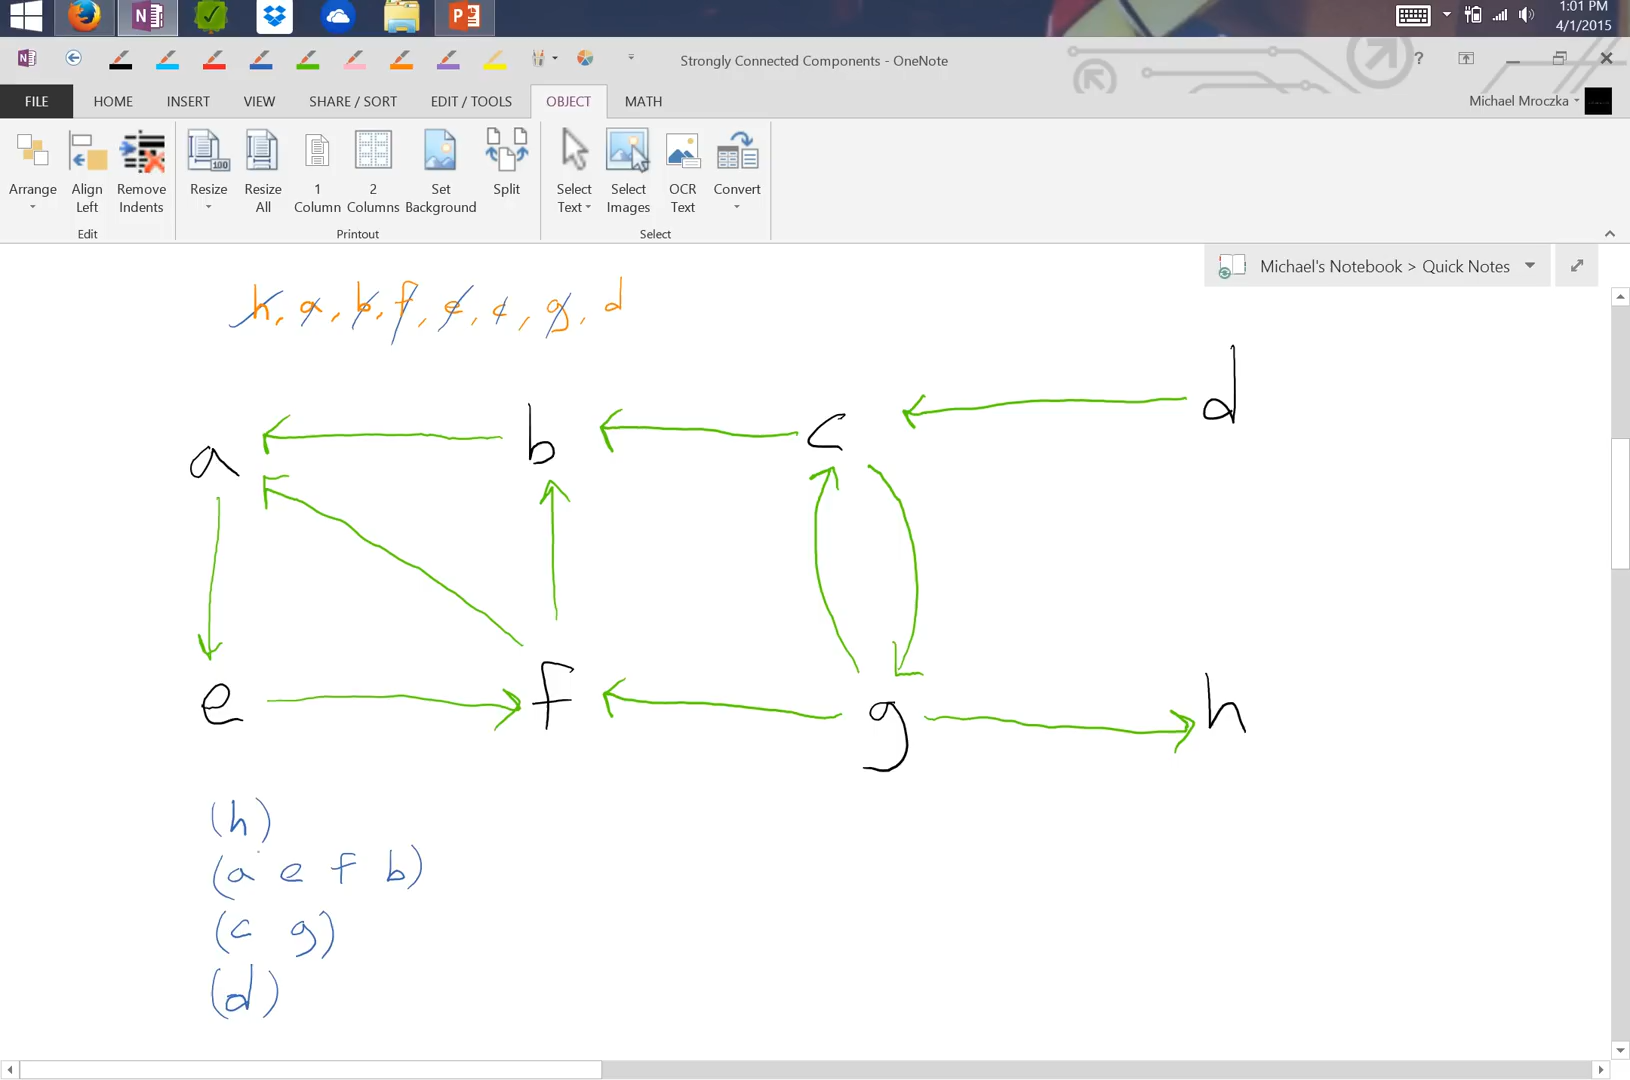 1:01 PM
4/1/2015
Strongly Connected Components - OneNote
?
FILE HOME INSERT VIEW SHARE / SORT EDIT / TOOLS OBJECT MATH
Michael Mroczka
Arrange
Align Left
Remove Indents
Resize
Resize All
1 Column
2 Columns
Set Background
Split
Select Text
Select Images
OCR Text
Convert
Edit
Printout
Select
Michael's Notebook > Quick Notes
h, a, b, f, e, c, g, d
a b c d
e f g h
(h)
(a e f b)
(c g)
(d)